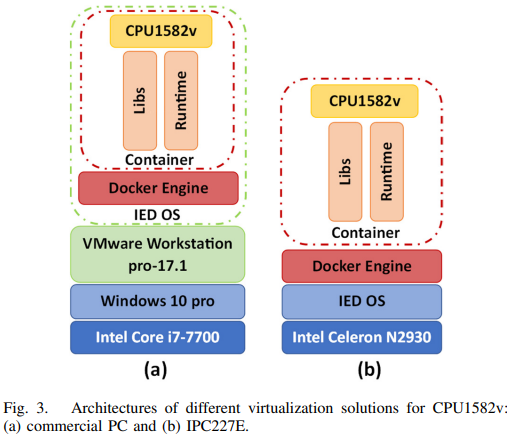 CPU1582v
Libs
Runtime
Container
Docker Engine
IED OS
VMware Workstation
pro-17.1
Windows 10 pro
Intel Core i7-7700
(a)
CPU1582v
Libs
Runtime
Container
Docker Engine
IED OS
Intel Celeron N2930
(b)
Fig. 3. Architectures of different virtualization solutions for CPU1582v:
(a) commercial PC and (b) IPC227E.